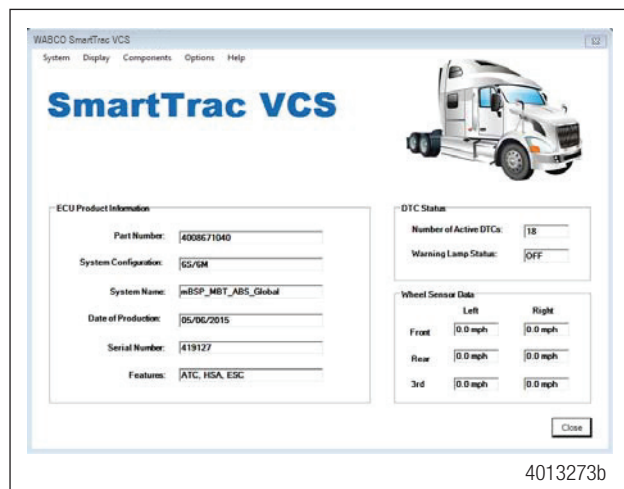 WABCO SmartTrac VCS
System Display Components Options Help
SmartTrac VCS
ECU Product Information
Part Number: 4008671040
System Configuration: 6S/6M
System Name: mBSP_MBT_ABS_Global
Date of Production: 05/06/2015
Serial Number: 419127
Features: ATC, HSA, ESC
DTC Status
Number of Active DTCs: 18
Warning Lamp Status: OFF
Wheel Sensor Data
Left Right
Front 0.0 mph 0.0 mph
Rear 0.0 mph 0.0 mph
3rd 0.0 mph 0.0 mph
Close
4013273b